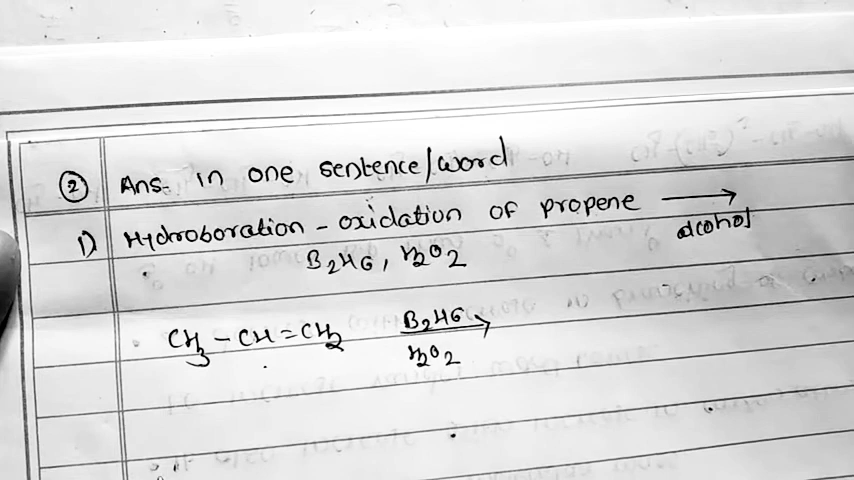 ② Ans. in one sentence/word
1) Hydroboration - oxidation of propene ⟶
alcohol
B2H6, H2O2
CH3 - CH = CH2 B2H6
H2O2